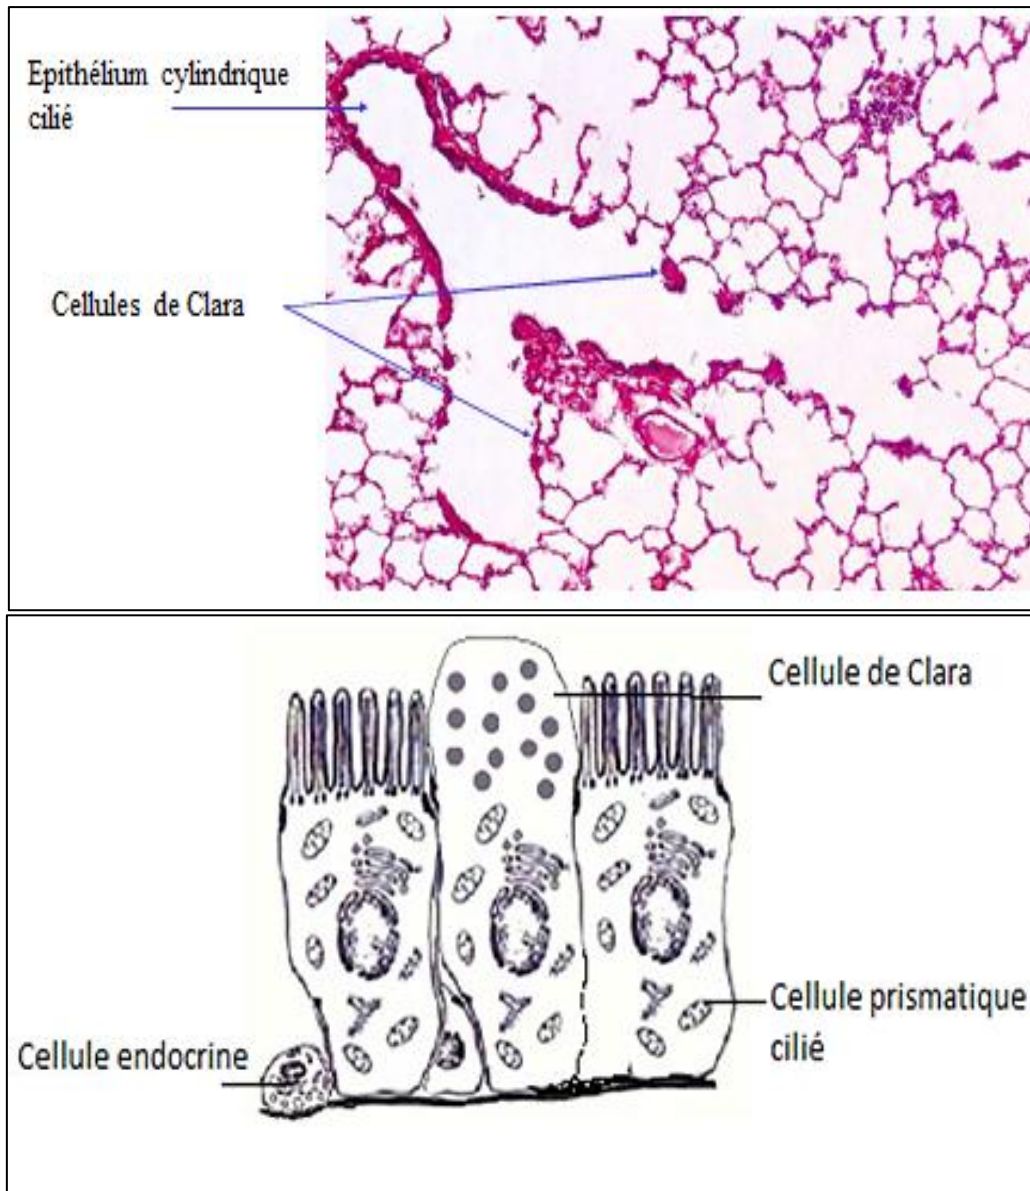 Epithélium cylindrique
cilié
Cellules de Clara
Cellule de Clara
Cellule prismatique
cilié
Cellule endocrine